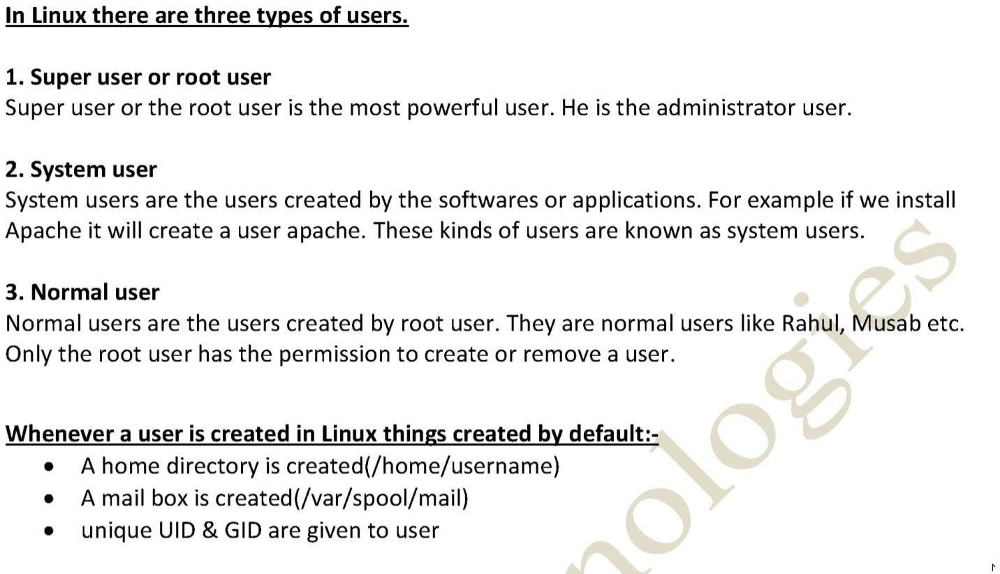 In Linux there are three types of users.
1. Super user or root user
Super user or the root user is the most powerful user. He is the administrator user.
2. System user
System users are the users created by the softwares or applications. For example if we install
Apache it will create a user apache. These kinds of users are known as system users.
3. Normal user
Normal users are the users created by root user. They are normal users like Rahul, Musab etc.
Only the root user has the permission to create or remove a user.
Whenever a user is created in Linux things created by default:-
• A home directory is created(/home/username)
• A mail box is created(/var/spool/mail)
• unique UID & GID are given to user
nologies